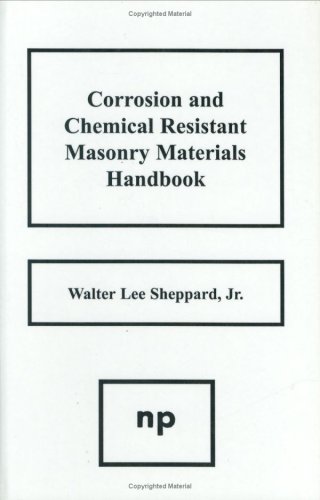 Copyrighted Material
Corrosion and
Chemical Resistant
Masonry Materials
Handbook
Walter Lee Sheppard, Jr.
np
Copyrighted Material